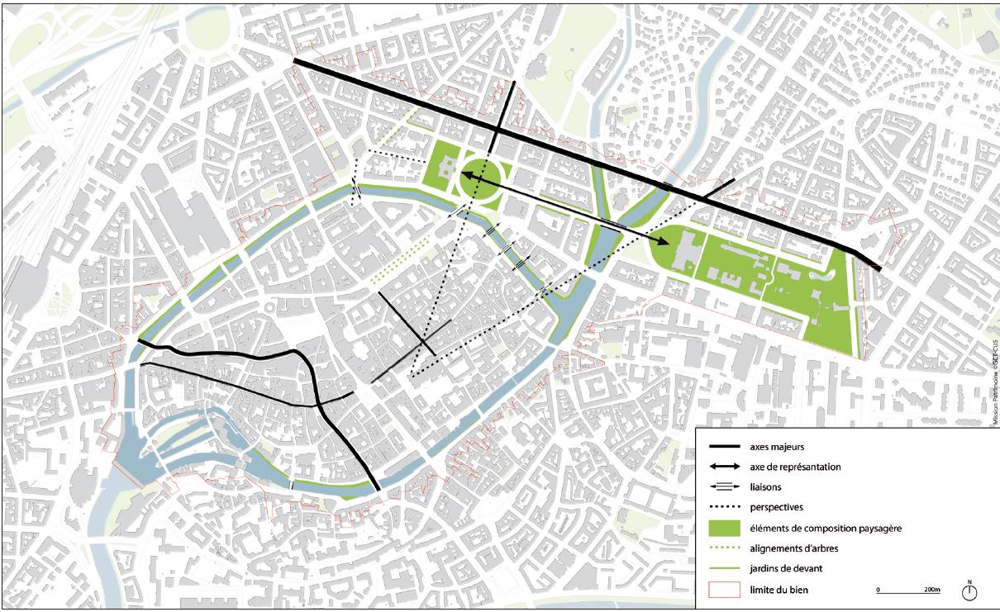 Mission Patrimoine ©GCT-CUS
axes majeurs
axe de représantation
liaisons
perspectives
éléments de composition paysagère
alignements d'arbres
jardins de devant
limite du bien
0 200m
N